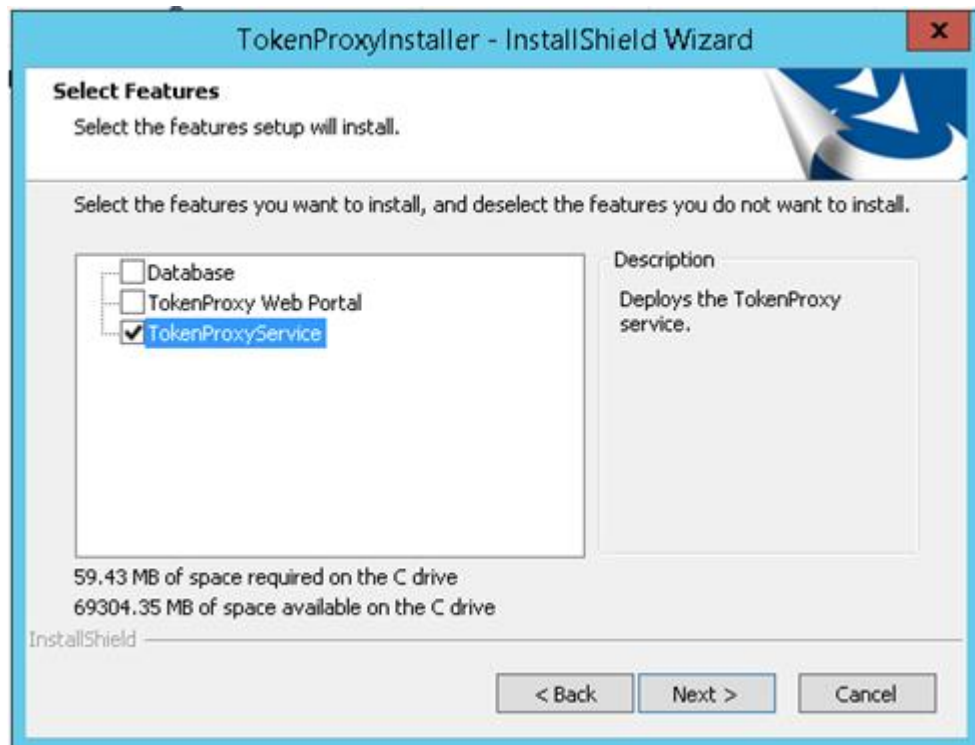 TokenProxyInstaller - InstallShield Wizard
x
Select Features
Select the features setup will install.
Select the features you want to install, and deselect the features you do not want to install.
Database
TokenProxy Web Portal
TokenProxyService
Description
Deploys the TokenProxy
service.
59.43 MB of space required on the C drive
69304.35 MB of space available on the C drive
InstallShield
< Back
Next >
Cancel